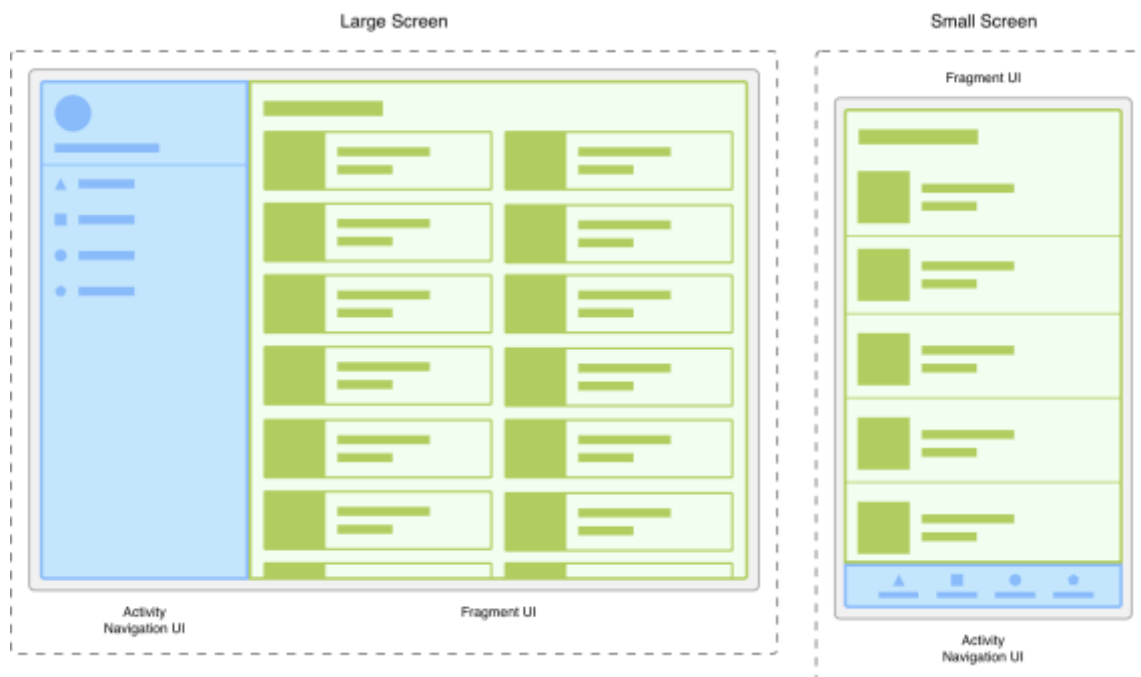 Large Screen
Activity
Navigation UI
Fragment UI
Small Screen
Fragment UI
Activity
Navigation UI